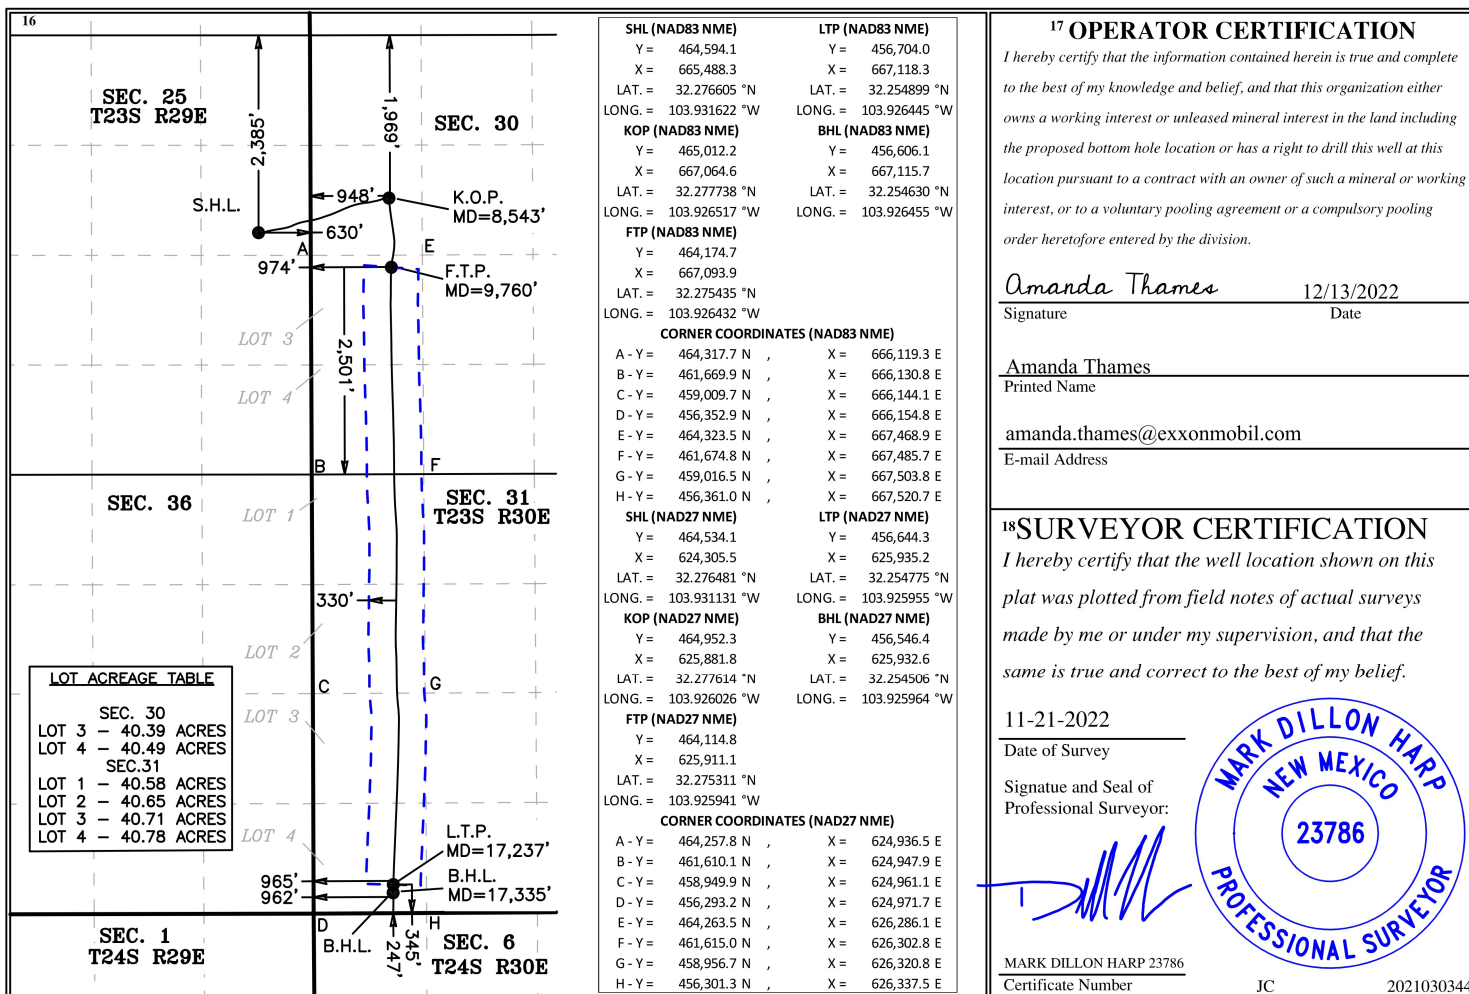 16
SEC. 25
T23S R29E
SEC. 30
2,385'
1,969'
948'
K.O.P.
MD=8,543'
S.H.L.
630'
A
E
974'
F.T.P.
MD=9,760'
LOT 3
2,501'
LOT 4
B
F
SEC. 36
SEC. 31
T23S R30E
LOT 1
330'
LOT 2
C
G
LOT 3
LOT ACREAGE TABLE
SEC. 30
LOT 3 – 40.39 ACRES
LOT 4 – 40.49 ACRES
SEC.31
LOT 1 – 40.58 ACRES
LOT 2 – 40.65 ACRES
LOT 3 – 40.71 ACRES
LOT 4 – 40.78 ACRES
LOT 4
L.T.P.
MD=17,237'
B.H.L.
MD=17,335'
965'
962'
D
H
B.H.L.
247'
345'
SEC. 1
T24S R29E
SEC. 6
T24S R30E
SHL (NAD83 NME) LTP (NAD83 NME)
Y = 464,594.1 Y = 456,704.0
X = 665,488.3 X = 667,118.3
LAT. = 32.276605 °N LAT. = 32.254899 °N
LONG. = 103.931622 °W LONG. = 103.926445 °W
KOP (NAD83 NME) BHL (NAD83 NME)
Y = 465,012.2 Y = 456,606.1
X = 667,064.6 X = 667,115.7
LAT. = 32.277738 °N LAT. = 32.254630 °N
LONG. = 103.926517 °W LONG. = 103.926455 °W
FTP (NAD83 NME)
Y = 464,174.7
X = 667,093.9
LAT. = 32.275435 °N
LONG. = 103.926432 °W
CORNER COORDINATES (NAD83 NME)
A - Y = 464,317.7 N , X = 666,119.3 E
B - Y = 461,669.9 N , X = 666,130.8 E
C - Y = 459,009.7 N , X = 666,144.1 E
D - Y = 456,352.9 N , X = 666,154.8 E
E - Y = 464,323.5 N , X = 667,468.9 E
F - Y = 461,674.8 N , X = 667,485.7 E
G - Y = 459,016.5 N , X = 667,503.8 E
H - Y = 456,361.0 N , X = 667,520.7 E
SHL (NAD27 NME) LTP (NAD27 NME)
Y = 464,534.1 Y = 456,644.3
X = 624,305.5 X = 625,935.2
LAT. = 32.276481 °N LAT. = 32.254775 °N
LONG. = 103.931131 °W LONG. = 103.925955 °W
KOP (NAD27 NME) BHL (NAD27 NME)
Y = 464,952.3 Y = 456,546.4
X = 625,881.8 X = 625,932.6
LAT. = 32.277614 °N LAT. = 32.254506 °N
LONG. = 103.926026 °W LONG. = 103.925964 °W
FTP (NAD27 NME)
Y = 464,114.8
X = 625,911.1
LAT. = 32.275311 °N
LONG. = 103.925941 °W
CORNER COORDINATES (NAD27 NME)
A - Y = 464,257.8 N , X = 624,936.5 E
B - Y = 461,610.1 N , X = 624,947.9 E
C - Y = 458,949.9 N , X = 624,961.1 E
D - Y = 456,293.2 N , X = 624,971.7 E
E - Y = 464,263.5 N , X = 626,286.1 E
F - Y = 461,615.0 N , X = 626,302.8 E
G - Y = 458,956.7 N , X = 626,320.8 E
H - Y = 456,301.3 N , X = 626,337.5 E
17 OPERATOR CERTIFICATION
I hereby certify that the information contained herein is true and complete
to the best of my knowledge and belief, and that this organization either
owns a working interest or unleased mineral interest in the land including
the proposed bottom hole location or has a right to drill this well at this
location pursuant to a contract with an owner of such a mineral or working
interest, or to a voluntary pooling agreement or a compulsory pooling
order heretofore entered by the division.
Amanda Thames 12/13/2022
Signature Date
Amanda Thames
Printed Name
amanda.thames@exxonmobil.com
E-mail Address
18 SURVEYOR CERTIFICATION
I hereby certify that the well location shown on this
plat was plotted from field notes of actual surveys
made by me or under my supervision, and that the
same is true and correct to the best of my belief.
11-21-2022
Date of Survey
Signatue and Seal of
Professional Surveyor:
MARK DILLON HARP
NEW MEXICO
23786
PROFESSIONAL SURVEYOR
MARK DILLON HARP 23786
Certificate Number JC 2021030344